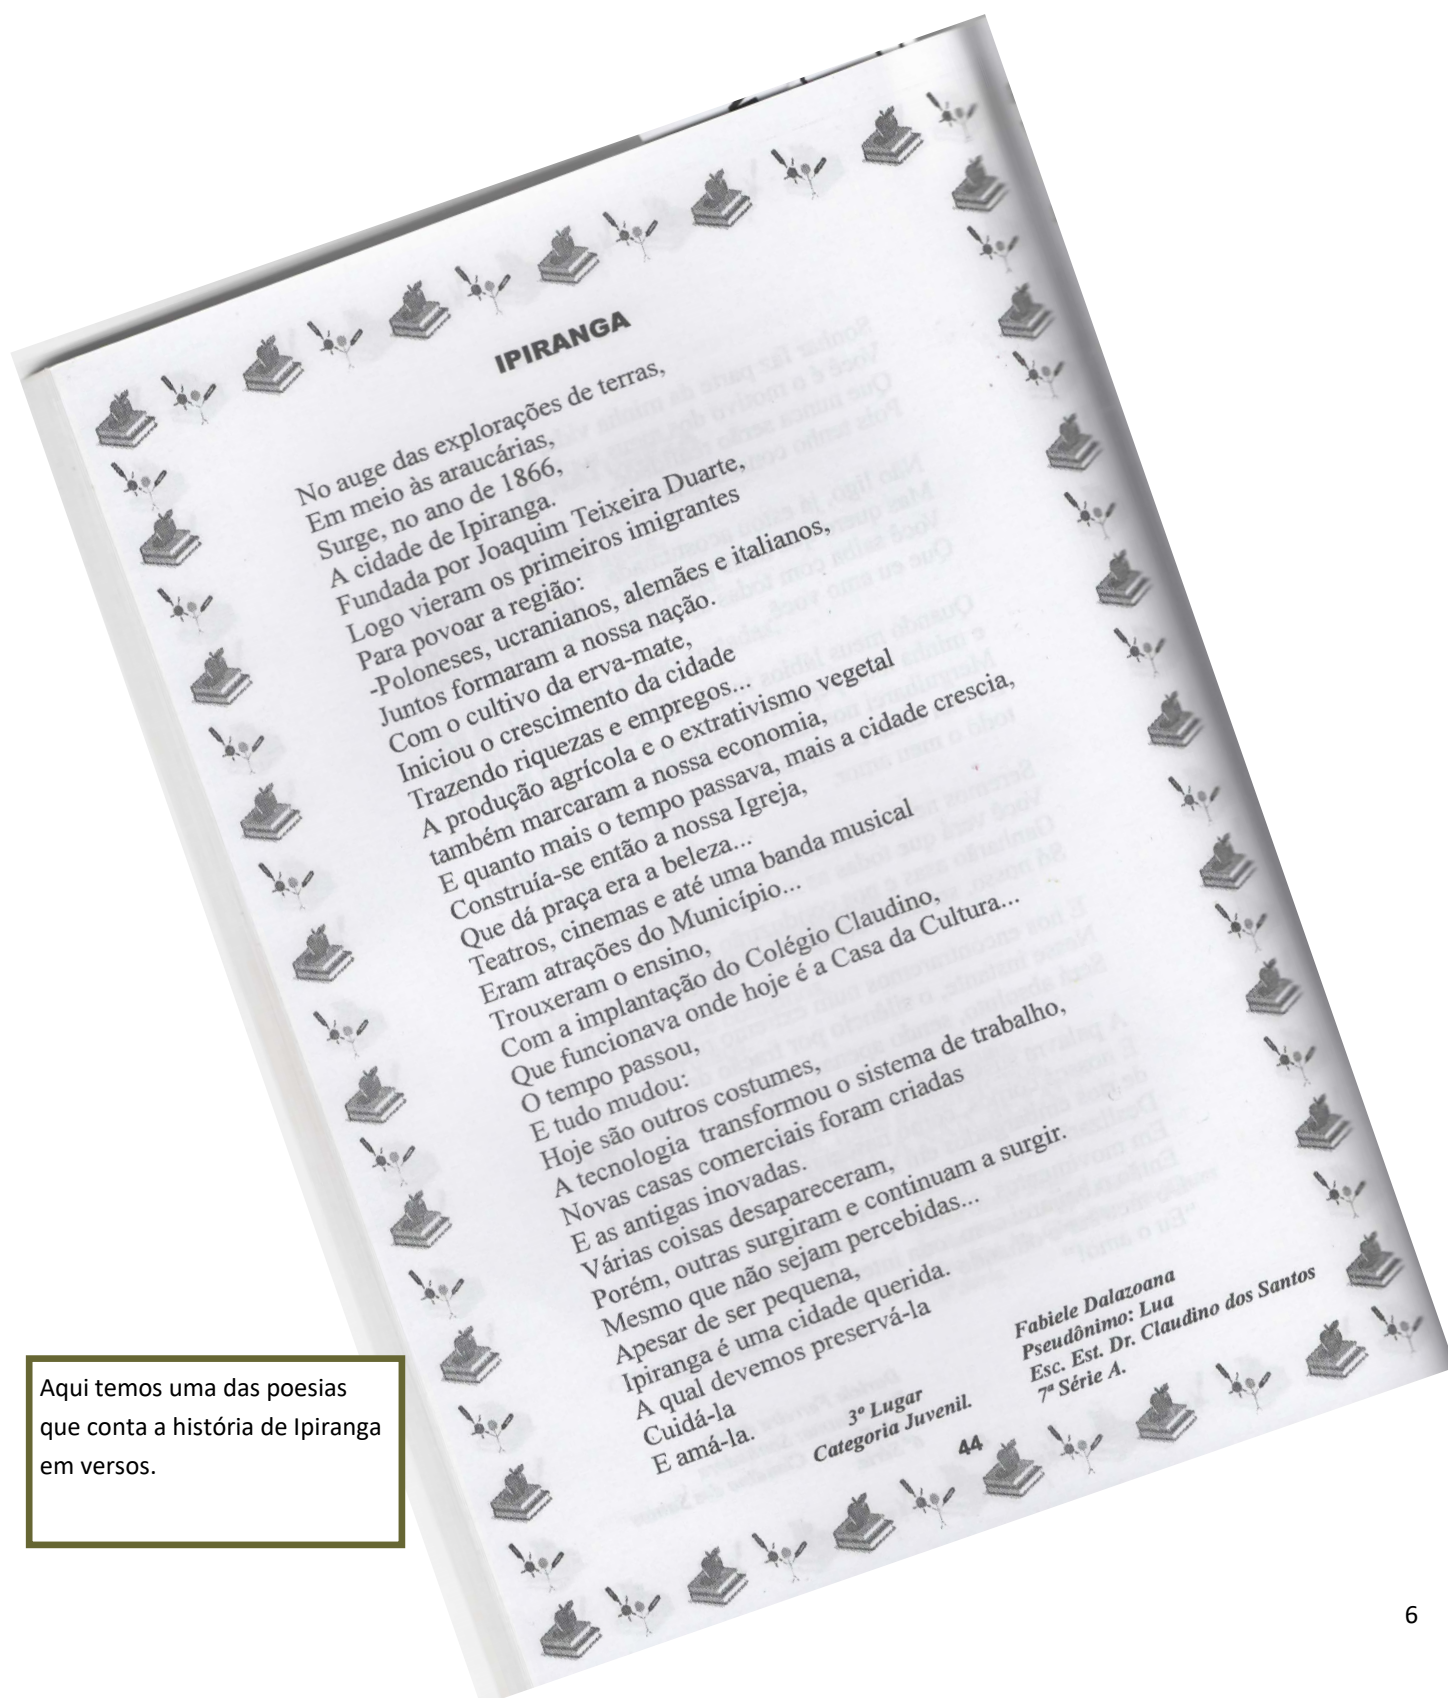 IPIRANGA
No auge das explorações de terras,
Em meio às araucárias,
Surge, no ano de 1866,
A cidade de Ipiranga.
Fundada por Joaquim Teixeira Duarte,
Logo vieram os primeiros imigrantes
Para povoar a região:
-Poloneses, ucranianos, alemães e italianos,
Juntos formaram a nossa nação.
Com o cultivo da erva-mate,
Iniciou o crescimento da cidade
Trazendo riquezas e empregos...
A produção agrícola e o extrativismo vegetal
também marcaram a nossa economia,
E quanto mais o tempo passava, mais a cidade crescia,
Construía-se então a nossa Igreja,
Que dá praça era a beleza...
Teatros, cinemas e até uma banda musical
Eram atrações do Município...
Trouxeram o ensino,
Com a implantação do Colégio Claudino,
Que funcionava onde hoje é a Casa da Cultura...
O tempo passou,
E tudo mudou:
Hoje são outros costumes,
A tecnologia transformou o sistema de trabalho,
Novas casas comerciais foram criadas
E as antigas inovadas.
Várias coisas desapareceram,
Porém, outras surgiram e continuam a surgir.
Mesmo que não sejam percebidas...
Apesar de ser pequena,
Ipiranga é uma cidade querida.
A qual devemos preservá-la
Cuidá-la
E amá-la.
3º Lugar
Categoria Juvenil.
Fabiele Dalazoana
Pseudônimo: Lua
Esc. Est. Dr. Claudino dos Santos
7ª Série A.
44
Aqui temos uma das poesias
que conta a história de Ipiranga
em versos.
6